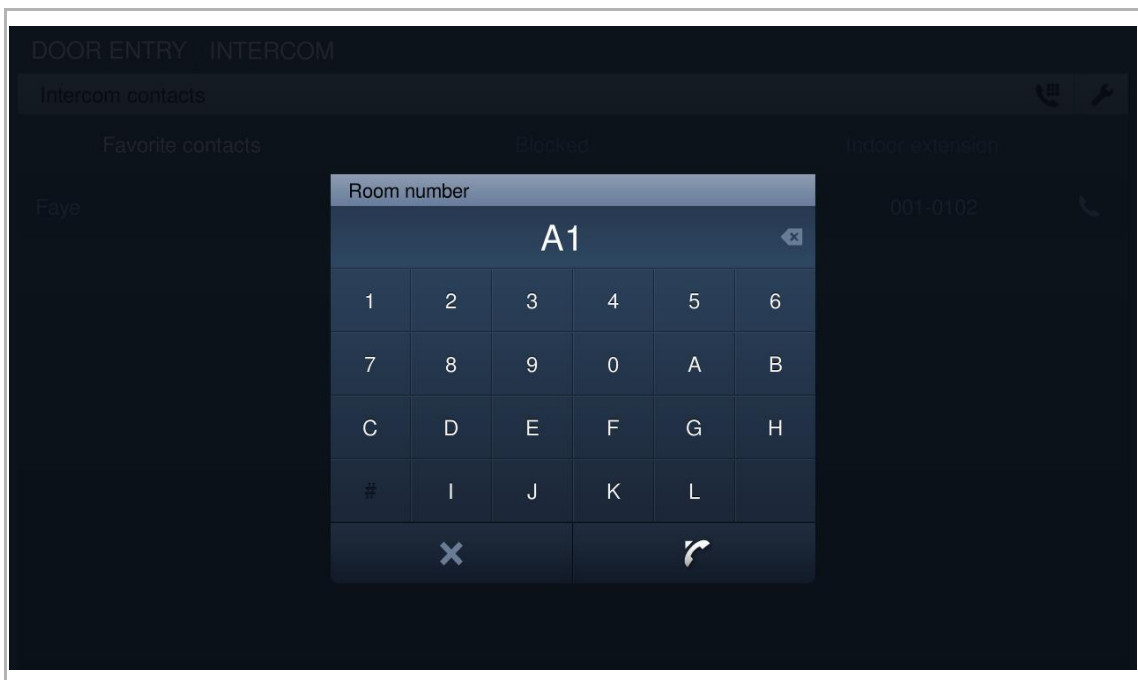 DOOR ENTRY INTERCOM
Intercom contacts
Favorite contacts Blocked Indoor extension
Faye 001-0102
Room number
A1
1 2 3 4 5 6
7 8 9 0 A B
C D E F G H
# I J K L